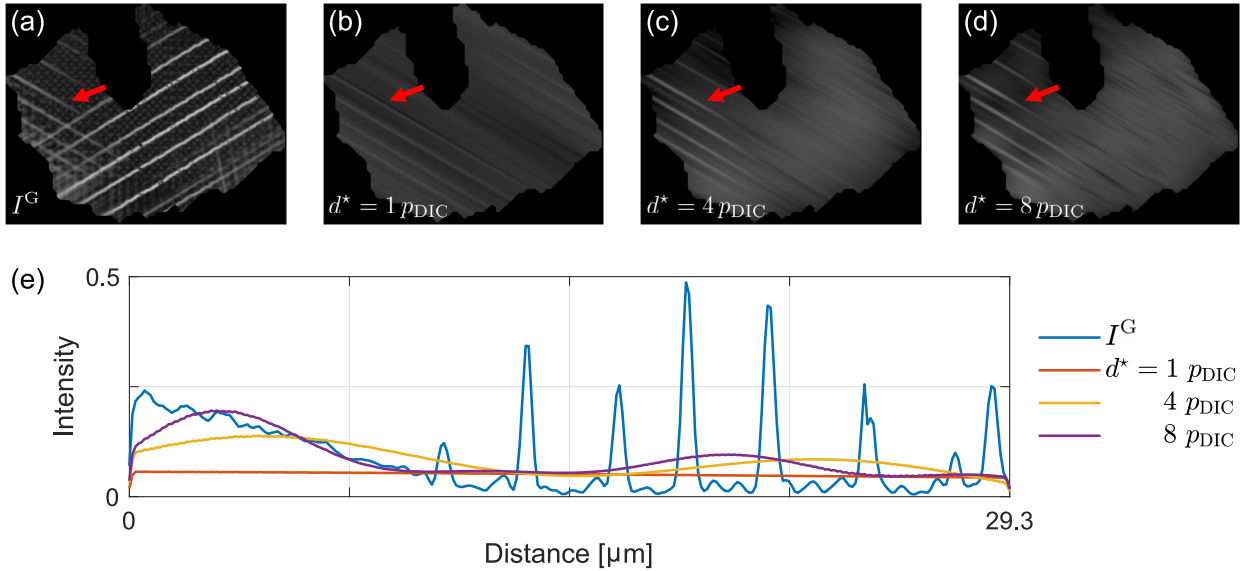 (a) (b) (c) (d)
I^G d⋆ = 1 p_DIC d⋆ = 4 p_DIC d⋆ = 8 p_DIC
(e)
0.5
Intensity
0
0 29.3
Distance [µm]
I^G
d⋆ = 1 p_DIC
4 p_DIC
8 p_DIC